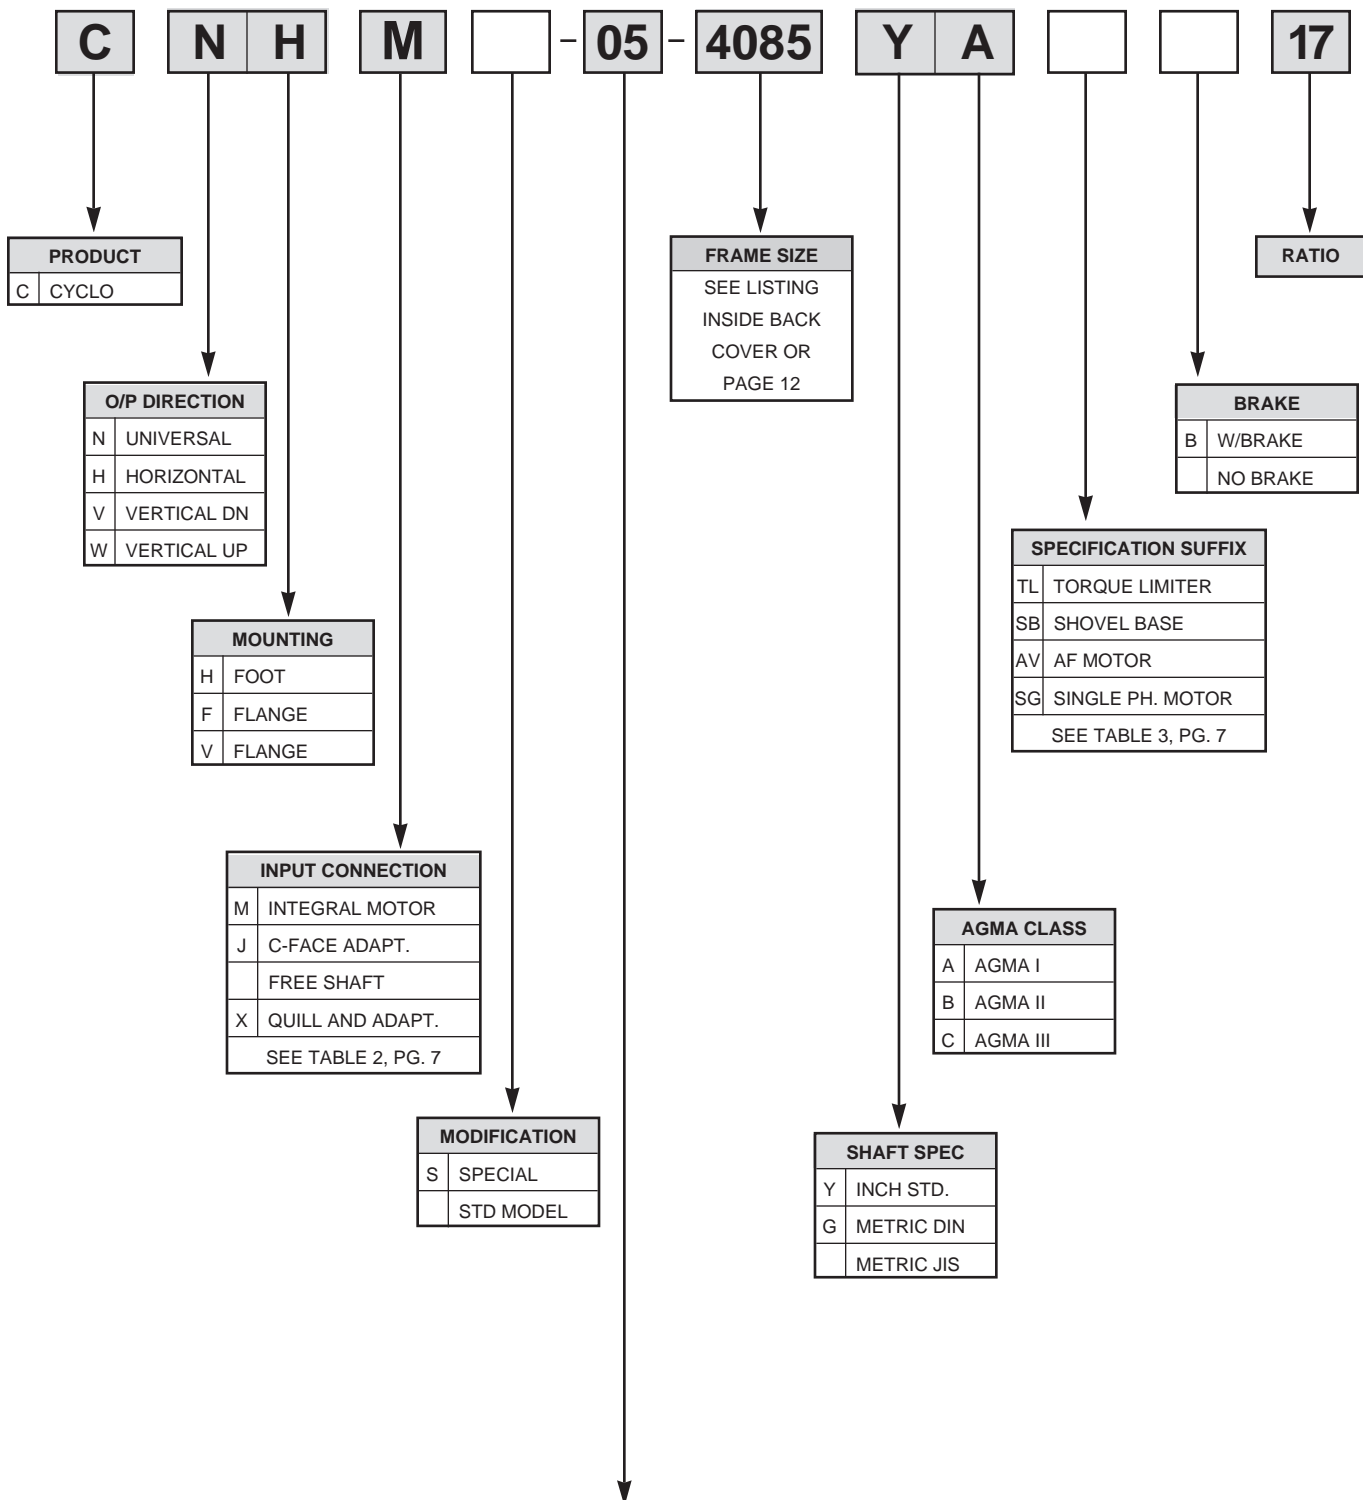 C N H M - 05 - 4085 Y A 17
PRODUCT
C CYCLO
FRAME SIZE
SEE LISTING
INSIDE BACK
COVER OR
PAGE 12
RATIO
O/P DIRECTION
N UNIVERSAL
H HORIZONTAL
V VERTICAL DN
W VERTICAL UP
BRAKE
B W/BRAKE
NO BRAKE
SPECIFICATION SUFFIX
TL TORQUE LIMITER
SB SHOVEL BASE
AV AF MOTOR
SG SINGLE PH. MOTOR
SEE TABLE 3, PG. 7
MOUNTING
H FOOT
F FLANGE
V FLANGE
INPUT CONNECTION
M INTEGRAL MOTOR
J C-FACE ADAPT.
FREE SHAFT
X QUILL AND ADAPT.
SEE TABLE 2, PG. 7
AGMA CLASS
A AGMA I
B AGMA II
C AGMA III
MODIFICATION
S SPECIAL
STD MODEL
SHAFT SPEC
Y INCH STD.
G METRIC DIN
METRIC JIS